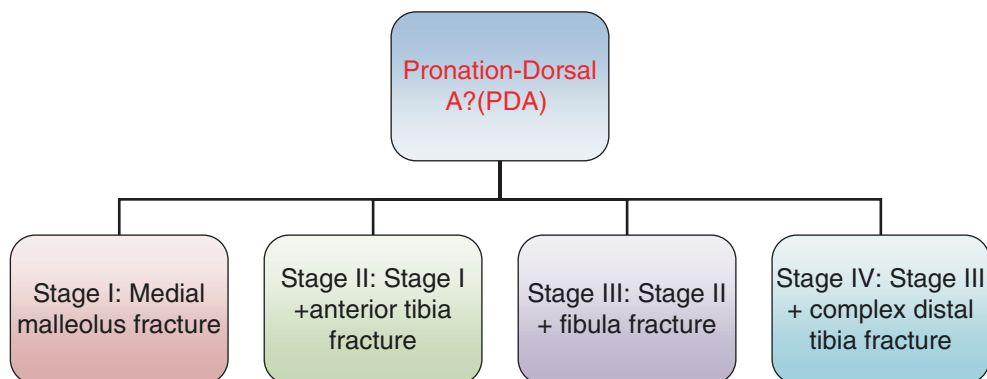 Pronation-Dorsal
A?(PDA)
Stage I: Medial
malleolus fracture
Stage II: Stage I
+anterior tibia
fracture
Stage III: Stage II
+ fibula fracture
Stage IV: Stage III
+ complex distal
tibia fracture